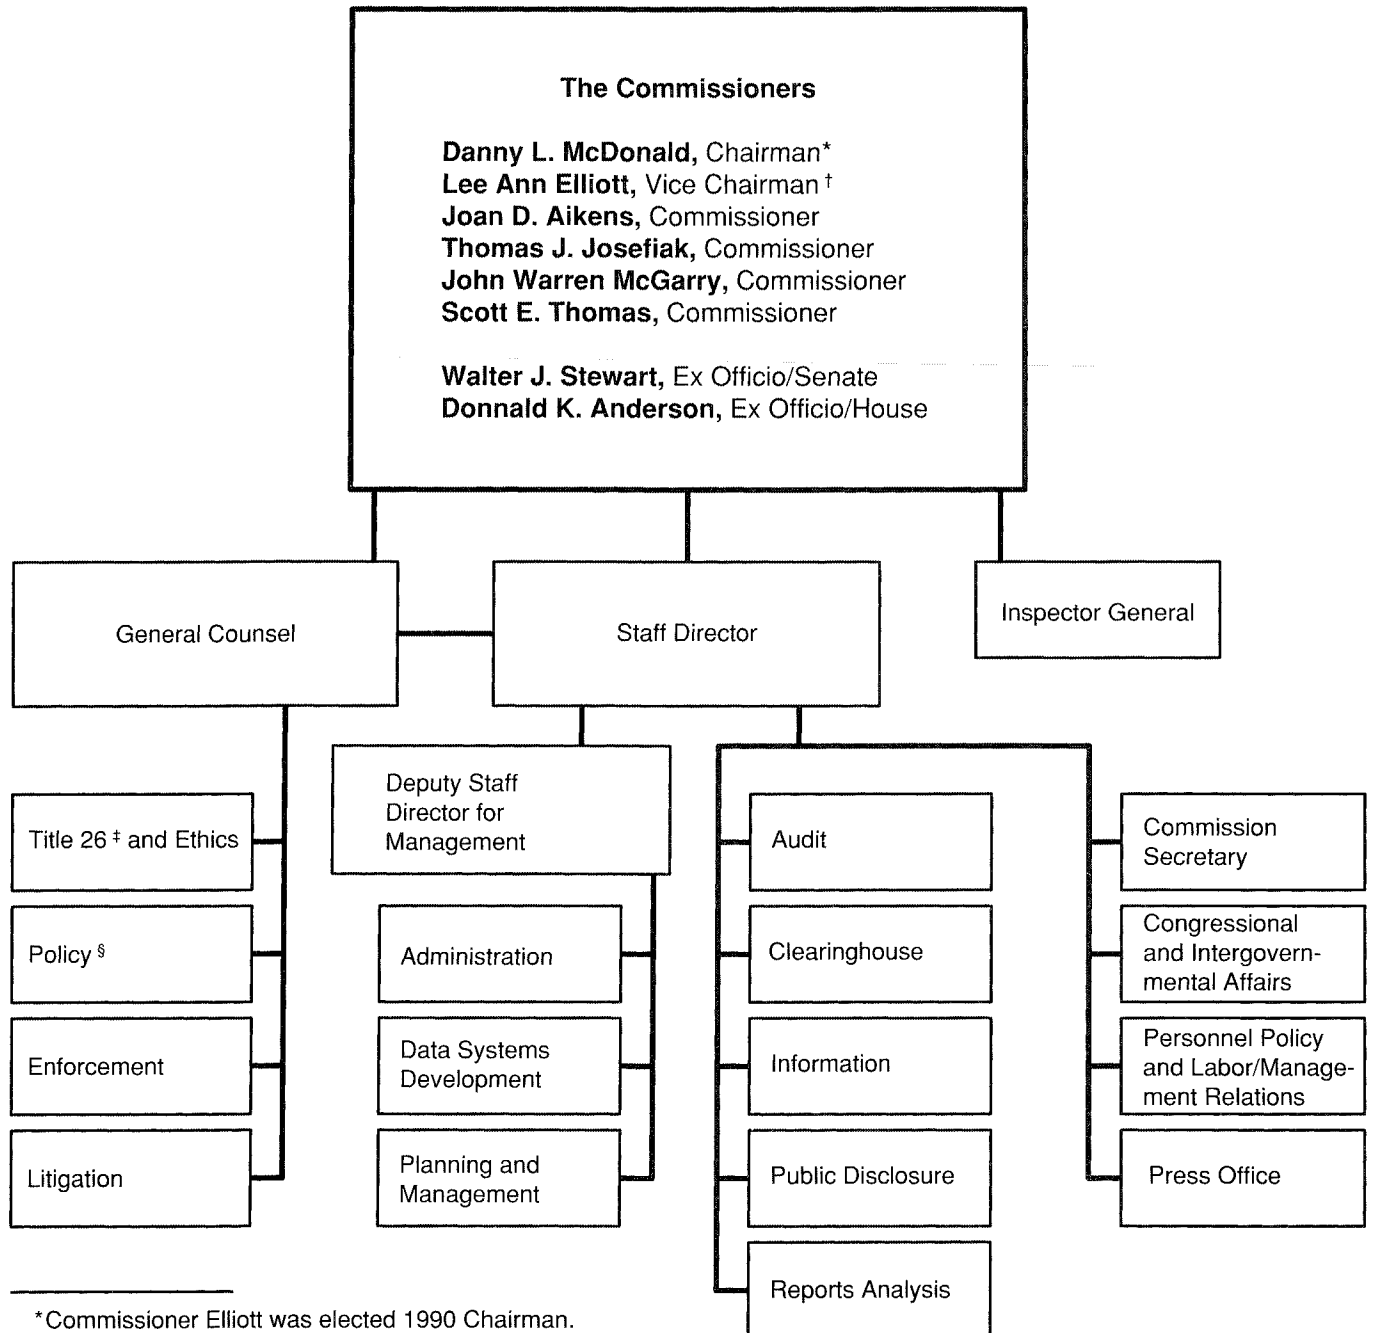 The Commissioners
Danny L. McDonald, Chairman*
Lee Ann Elliott, Vice Chairman †
Joan D. Aikens, Commissioner
Thomas J. Josefiak, Commissioner
John Warren McGarry, Commissioner
Scott E. Thomas, Commissioner
Walter J. Stewart, Ex Officio/Senate
Donnald K. Anderson, Ex Officio/House
General Counsel
Staff Director
Inspector General
Title 26 ‡ and Ethics
Policy §
Enforcement
Litigation
Deputy Staff
Director for
Management
Administration
Data Systems
Development
Planning and
Management
Audit
Clearinghouse
Information
Public Disclosure
Reports Analysis
Commission
Secretary
Congressional
and Intergovern-
mental Affairs
Personnel Policy
and Labor/Manage-
ment Relations
Press Office
*Commissioner Elliott was elected 1990 Chairman.